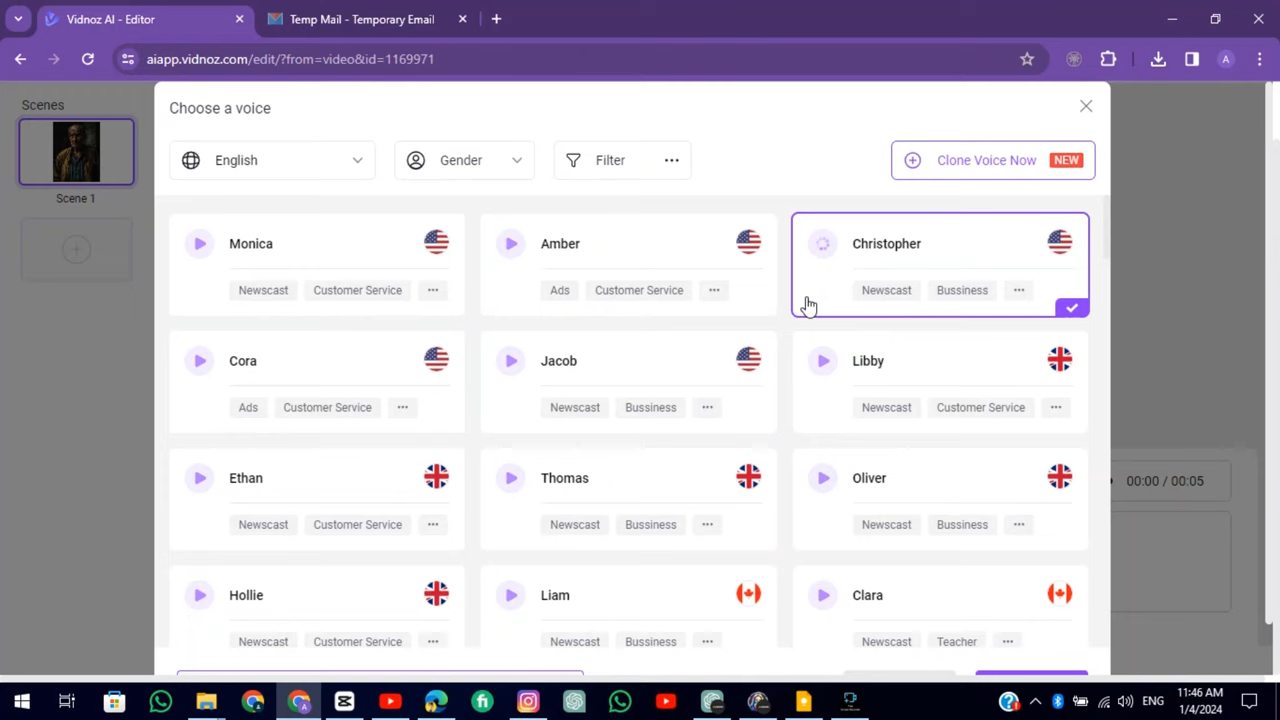 Vidnoz AI - Editor
Temp Mail - Temporary Email
aiapp.vidnoz.com/edit/?from=video&id=1169971
A
Scenes
Scene 1
Choose a voice
English
Gender
Filter
Clone Voice Now NEW
Monica
Newscast Customer Service
Amber
Ads Customer Service
Christopher
Newscast Bussiness
Cora
Ads Customer Service
Jacob
Newscast Bussiness
Libby
Newscast Customer Service
Ethan
Newscast Customer Service
Thomas
Newscast Bussiness
Oliver
Newscast Bussiness
Hollie
Newscast Customer Service
Liam
Newscast Bussiness
Clara
Newscast Teacher
00:00 / 00:05
ENG
11:46 AM
1/4/2024